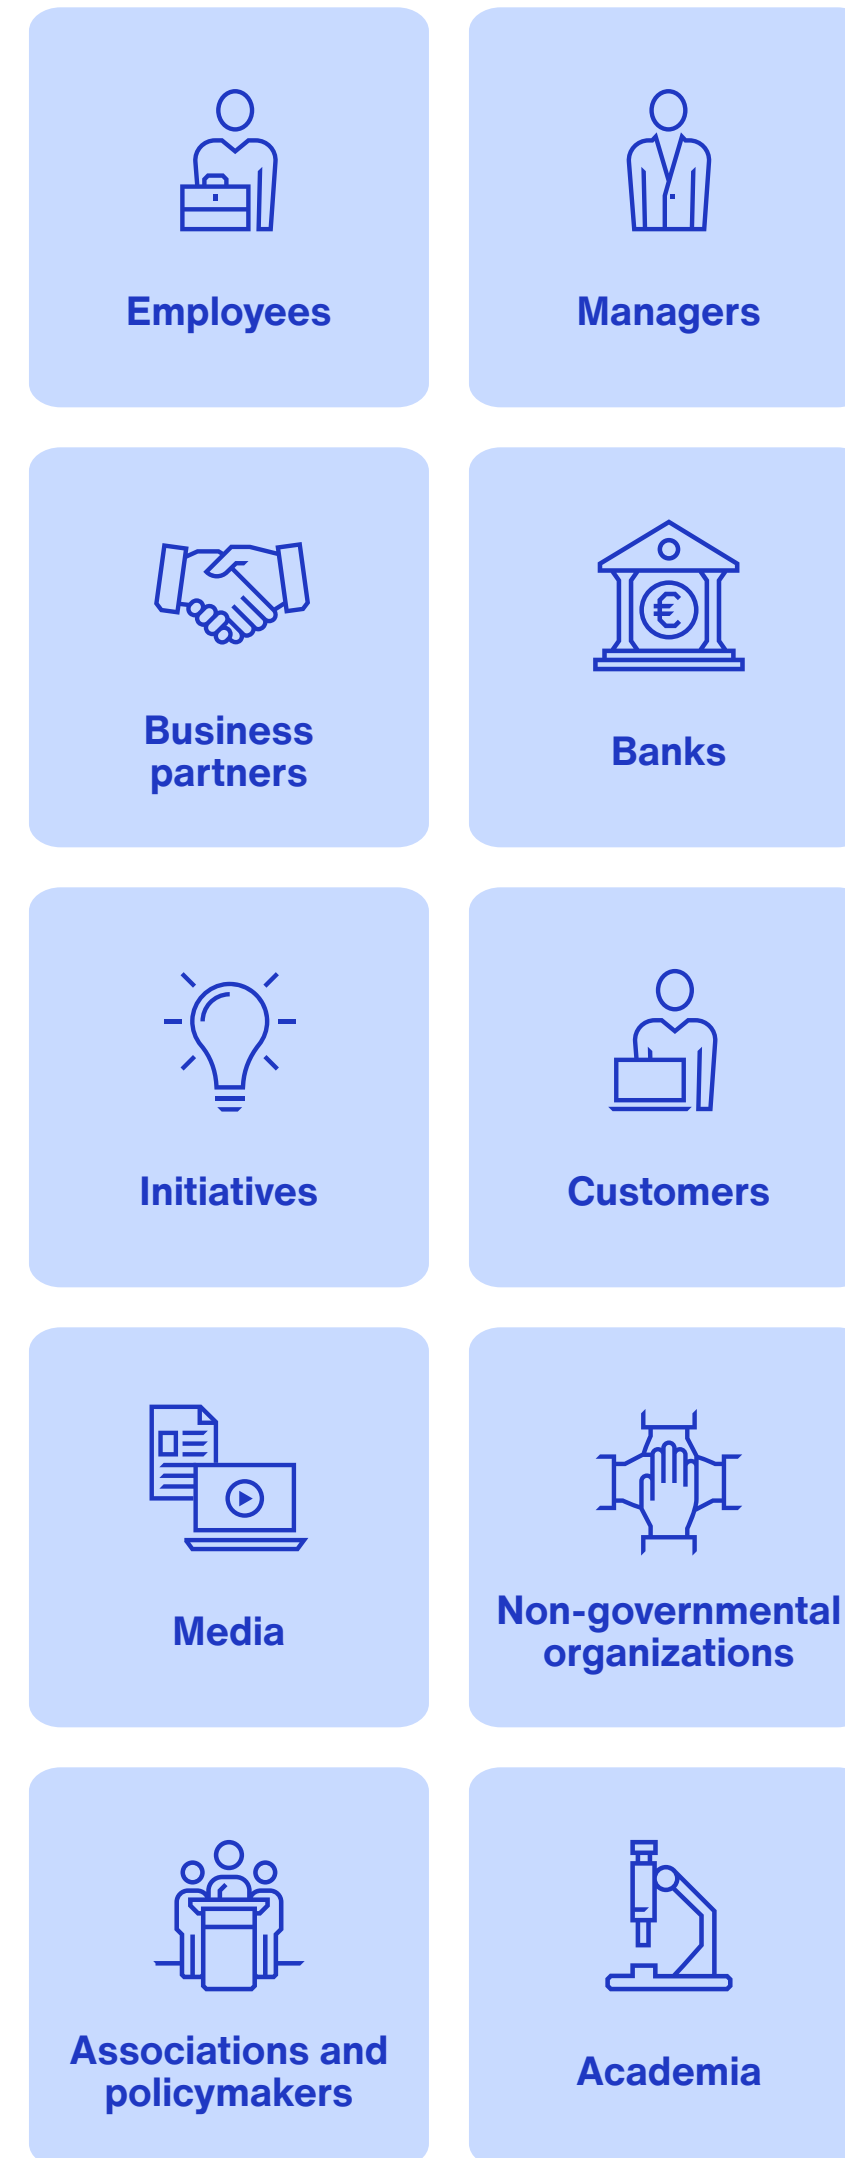 Employees
Managers
Business
partners
Banks
€
Initiatives
Customers
Media
Non-governmental
organizations
Associations and
policymakers
Academia